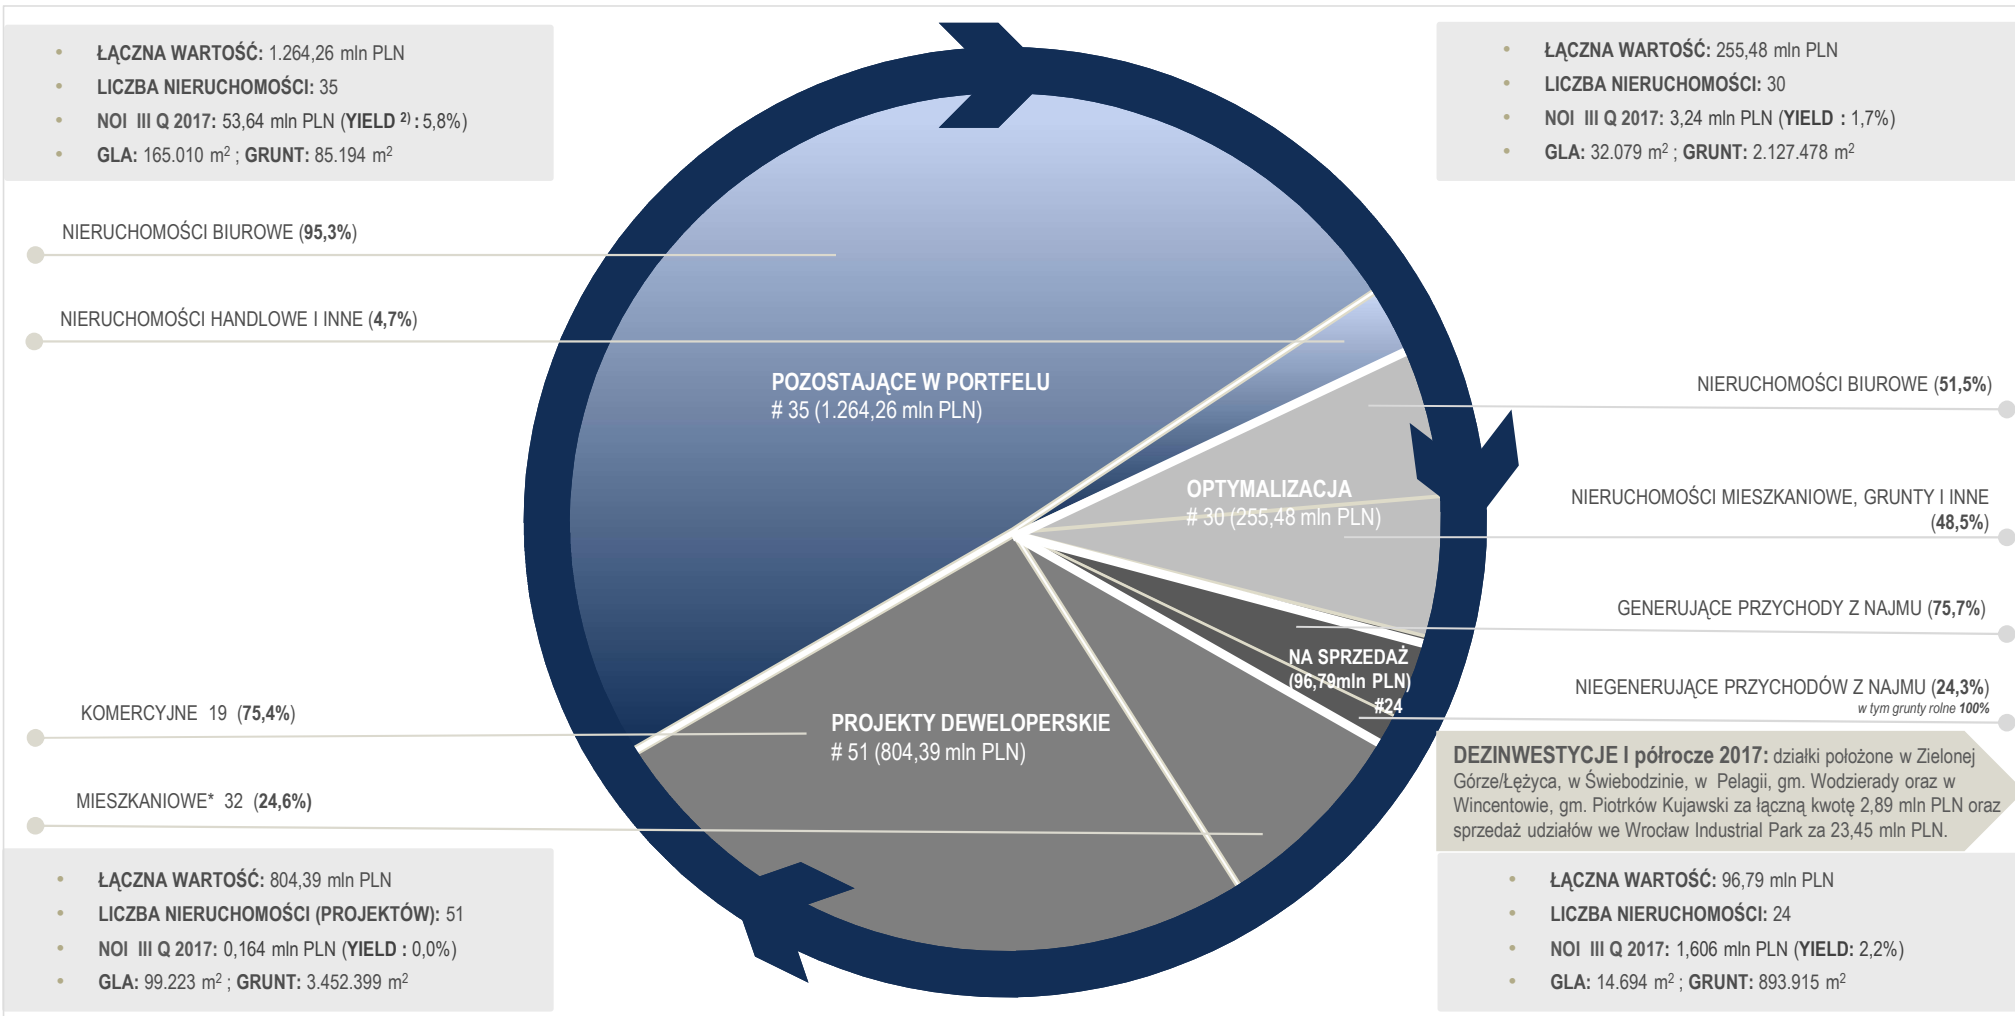 • ŁĄCZNA WARTOŚĆ: 1.264,26 mln PLN
• LICZBA NIERUCHOMOŚCI: 35
• NOI III Q 2017: 53,64 mln PLN (YIELD ²⁾ : 5,8%)
• GLA: 165.010 m² ; GRUNT: 85.194 m²
• ŁĄCZNA WARTOŚĆ: 255,48 mln PLN
• LICZBA NIERUCHOMOŚCI: 30
• NOI III Q 2017: 3,24 mln PLN (YIELD : 1,7%)
• GLA: 32.079 m² ; GRUNT: 2.127.478 m²
NIERUCHOMOŚCI BIUROWE (95,3%)
NIERUCHOMOŚCI HANDLOWE I INNE (4,7%)
POZOSTAJĄCE W PORTFELU
# 35 (1.264,26 mln PLN)
NIERUCHOMOŚCI BIUROWE (51,5%)
OPTYMALIZACJA
# 30 (255,48 mln PLN)
NIERUCHOMOŚCI MIESZKANIOWE, GRUNTY I INNE
(48,5%)
GENERUJĄCE PRZYCHODY Z NAJMU (75,7%)
NA SPRZEDAŻ
(96,79mln PLN)
#24
NIEGENERUJĄCE PRZYCHODÓW Z NAJMU (24,3%)
w tym grunty rolne 100%
KOMERCYJNE 19 (75,4%)
PROJEKTY DEWELOPERSKIE
# 51 (804,39 mln PLN)
MIESZKANIOWE* 32 (24,6%)
DEZINWESTYCJE I półrocze 2017: działki położone w Zielonej
Górze/Łężyca, w Świebodzinie, w Pelagii, gm. Wodzierady oraz w
Wincentowie, gm. Piotrków Kujawski za łączną kwotę 2,89 mln PLN oraz
sprzedaż udziałów we Wrocław Industrial Park za 23,45 mln PLN.
• ŁĄCZNA WARTOŚĆ: 804,39 mln PLN
• LICZBA NIERUCHOMOŚCI (PROJEKTÓW): 51
• NOI III Q 2017: 0,164 mln PLN (YIELD : 0,0%)
• GLA: 99.223 m² ; GRUNT: 3.452.399 m²
• ŁĄCZNA WARTOŚĆ: 96,79 mln PLN
• LICZBA NIERUCHOMOŚCI: 24
• NOI III Q 2017: 1,606 mln PLN (YIELD: 2,2%)
• GLA: 14.694 m² ; GRUNT: 893.915 m²